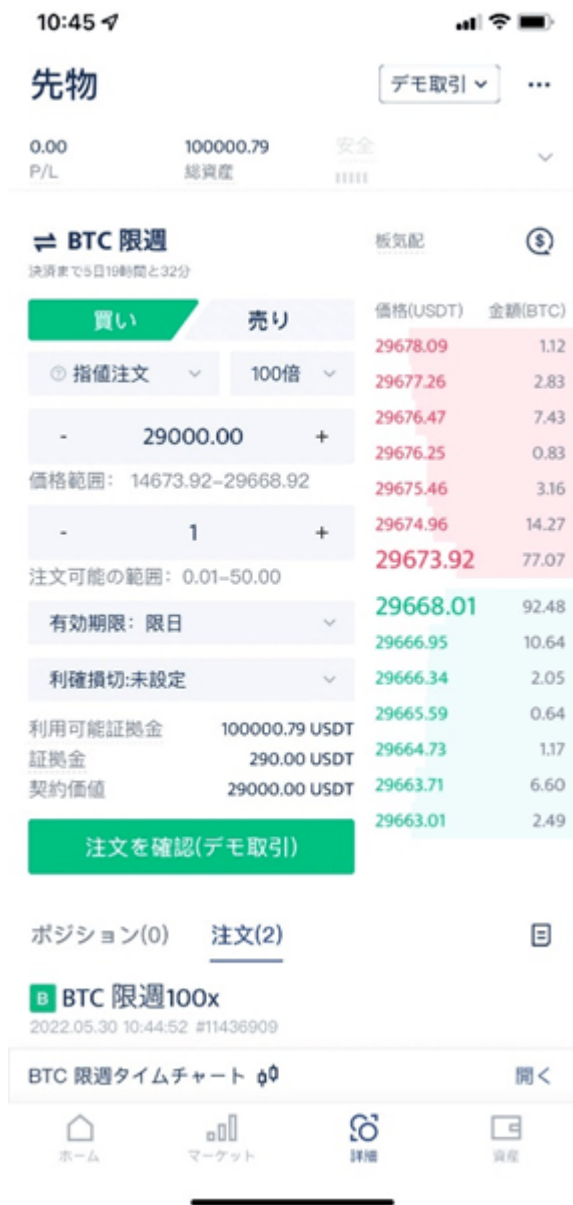 10:45
先物
デモ取引
0.00
100000.79
安全
P/L
総資産
BTC 限週
板気配
決済まで5日19時間と32分
買い
売り
価格(USDT) 金額(BTC)
29678.09 1.12
指値注文
100倍
29677.26 2.83
29676.47 7.43
- 29000.00 +
29676.25 0.83
価格範囲: 14673.92–29668.92
29675.46 3.16
- 1 +
29674.96 14.27
29673.92 77.07
注文可能の範囲: 0.01–50.00
29668.01 92.48
有効期限: 限日
29666.95 10.64
利確損切:未設定
29666.34 2.05
利用可能証拠金 100000.79 USDT
29665.59 0.64
証拠金 290.00 USDT
29664.73 1.17
契約価値 29000.00 USDT
29663.71 6.60
29663.01 2.49
注文を確認(デモ取引)
ポジション(0)
注文(2)
B BTC 限週100x
2022.05.30 10:44:52 #11436909
BTC 限週タイムチャート
開く
ホーム
マーケット
詳細
資産